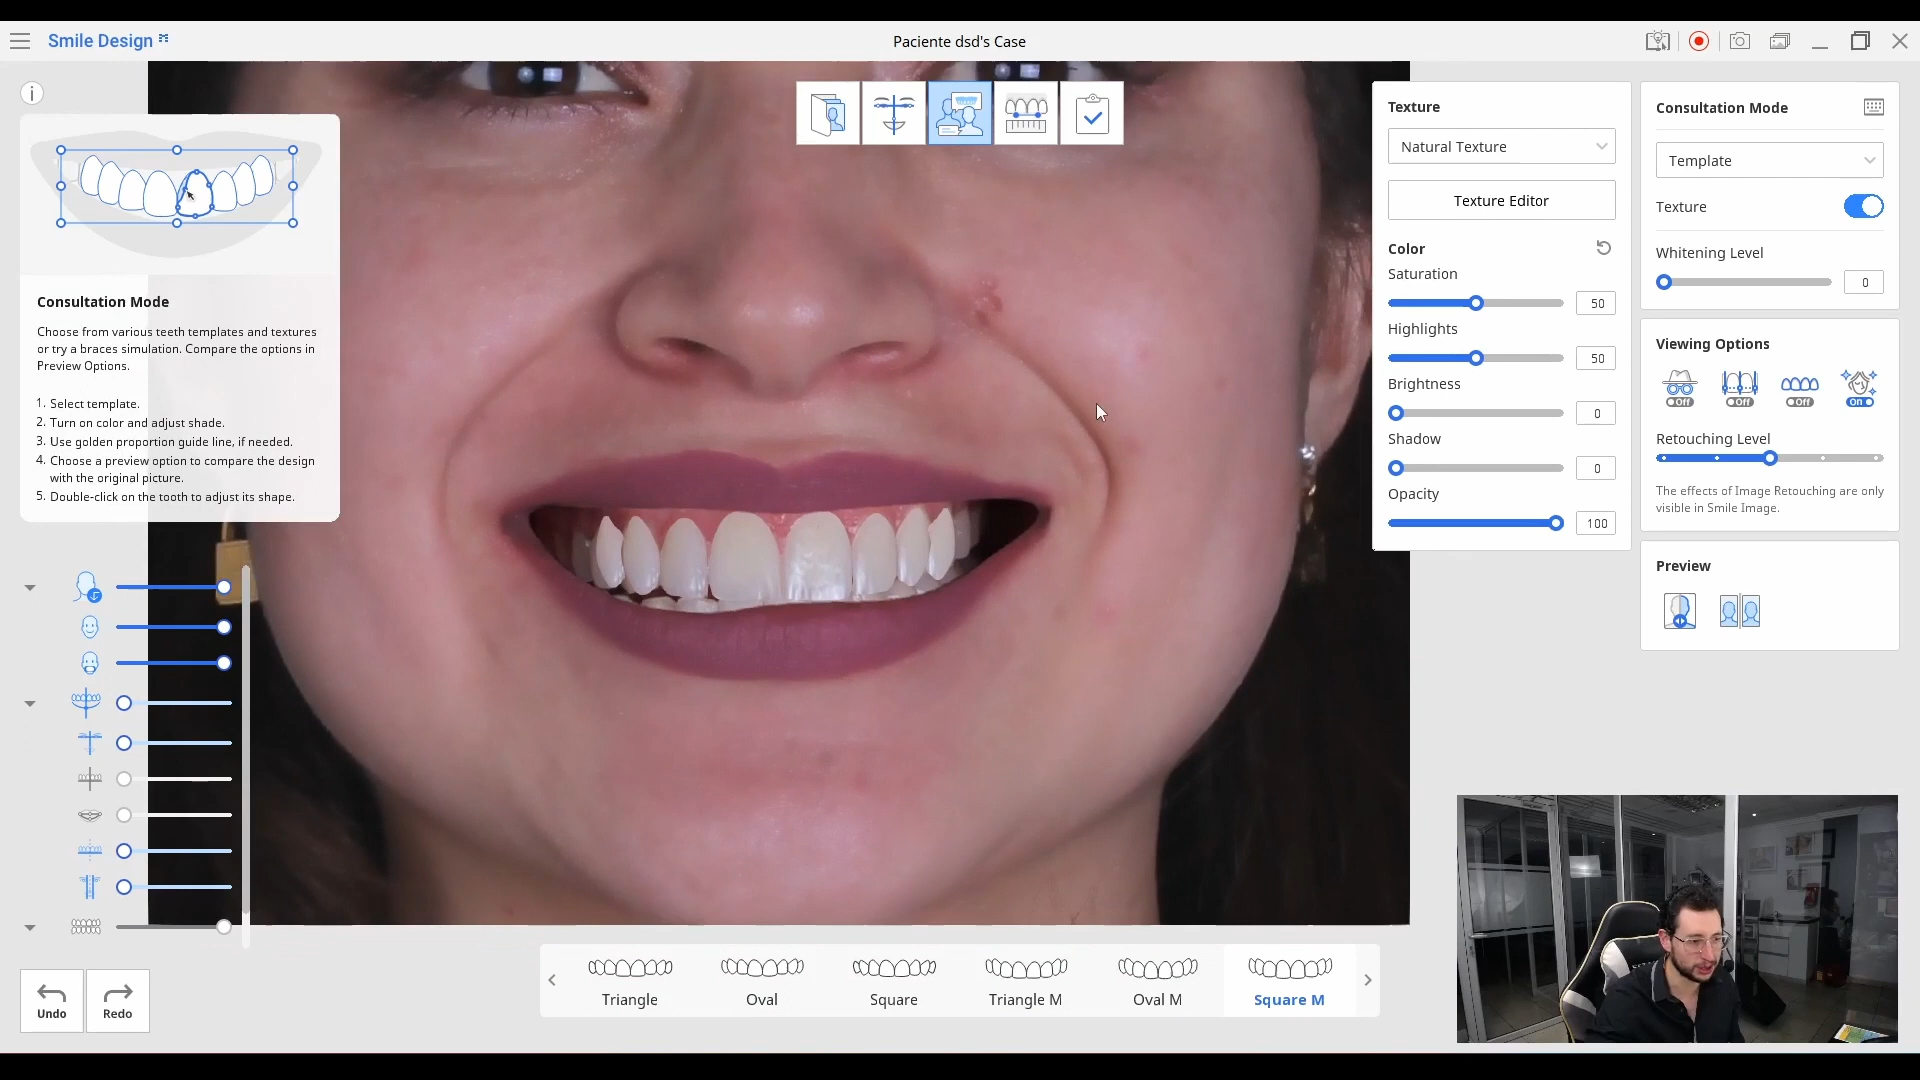 Smile Design
Paciente dsd's Case
Consultation Mode
Choose from various teeth templates and textures
or try a braces simulation. Compare the options in
Preview Options.
1. Select template.
2. Turn on color and adjust shade.
3. Use golden proportion guide line, if needed.
4. Choose a preview option to compare the design
with the original picture.
5. Double-click on the tooth to adjust its shape.
Undo
Redo
Triangle
Oval
Square
Triangle M
Oval M
Square M
Texture
Natural Texture
Texture Editor
Color
Saturation
50
Highlights
50
Brightness
0
Shadow
0
Opacity
100
Consultation Mode
Template
Texture
Whitening Level
0
Viewing Options
Off
Off
Off
On
Retouching Level
The effects of Image Retouching are only
visible in Smile Image.
Preview